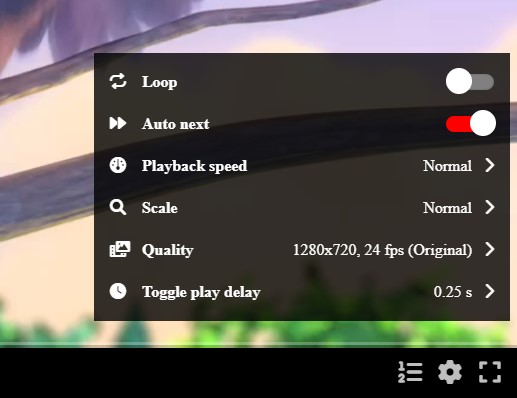 Loop
Auto next
Playback speed Normal
Scale Normal
Quality 1280x720, 24 fps (Original)
Toggle play delay 0.25 s